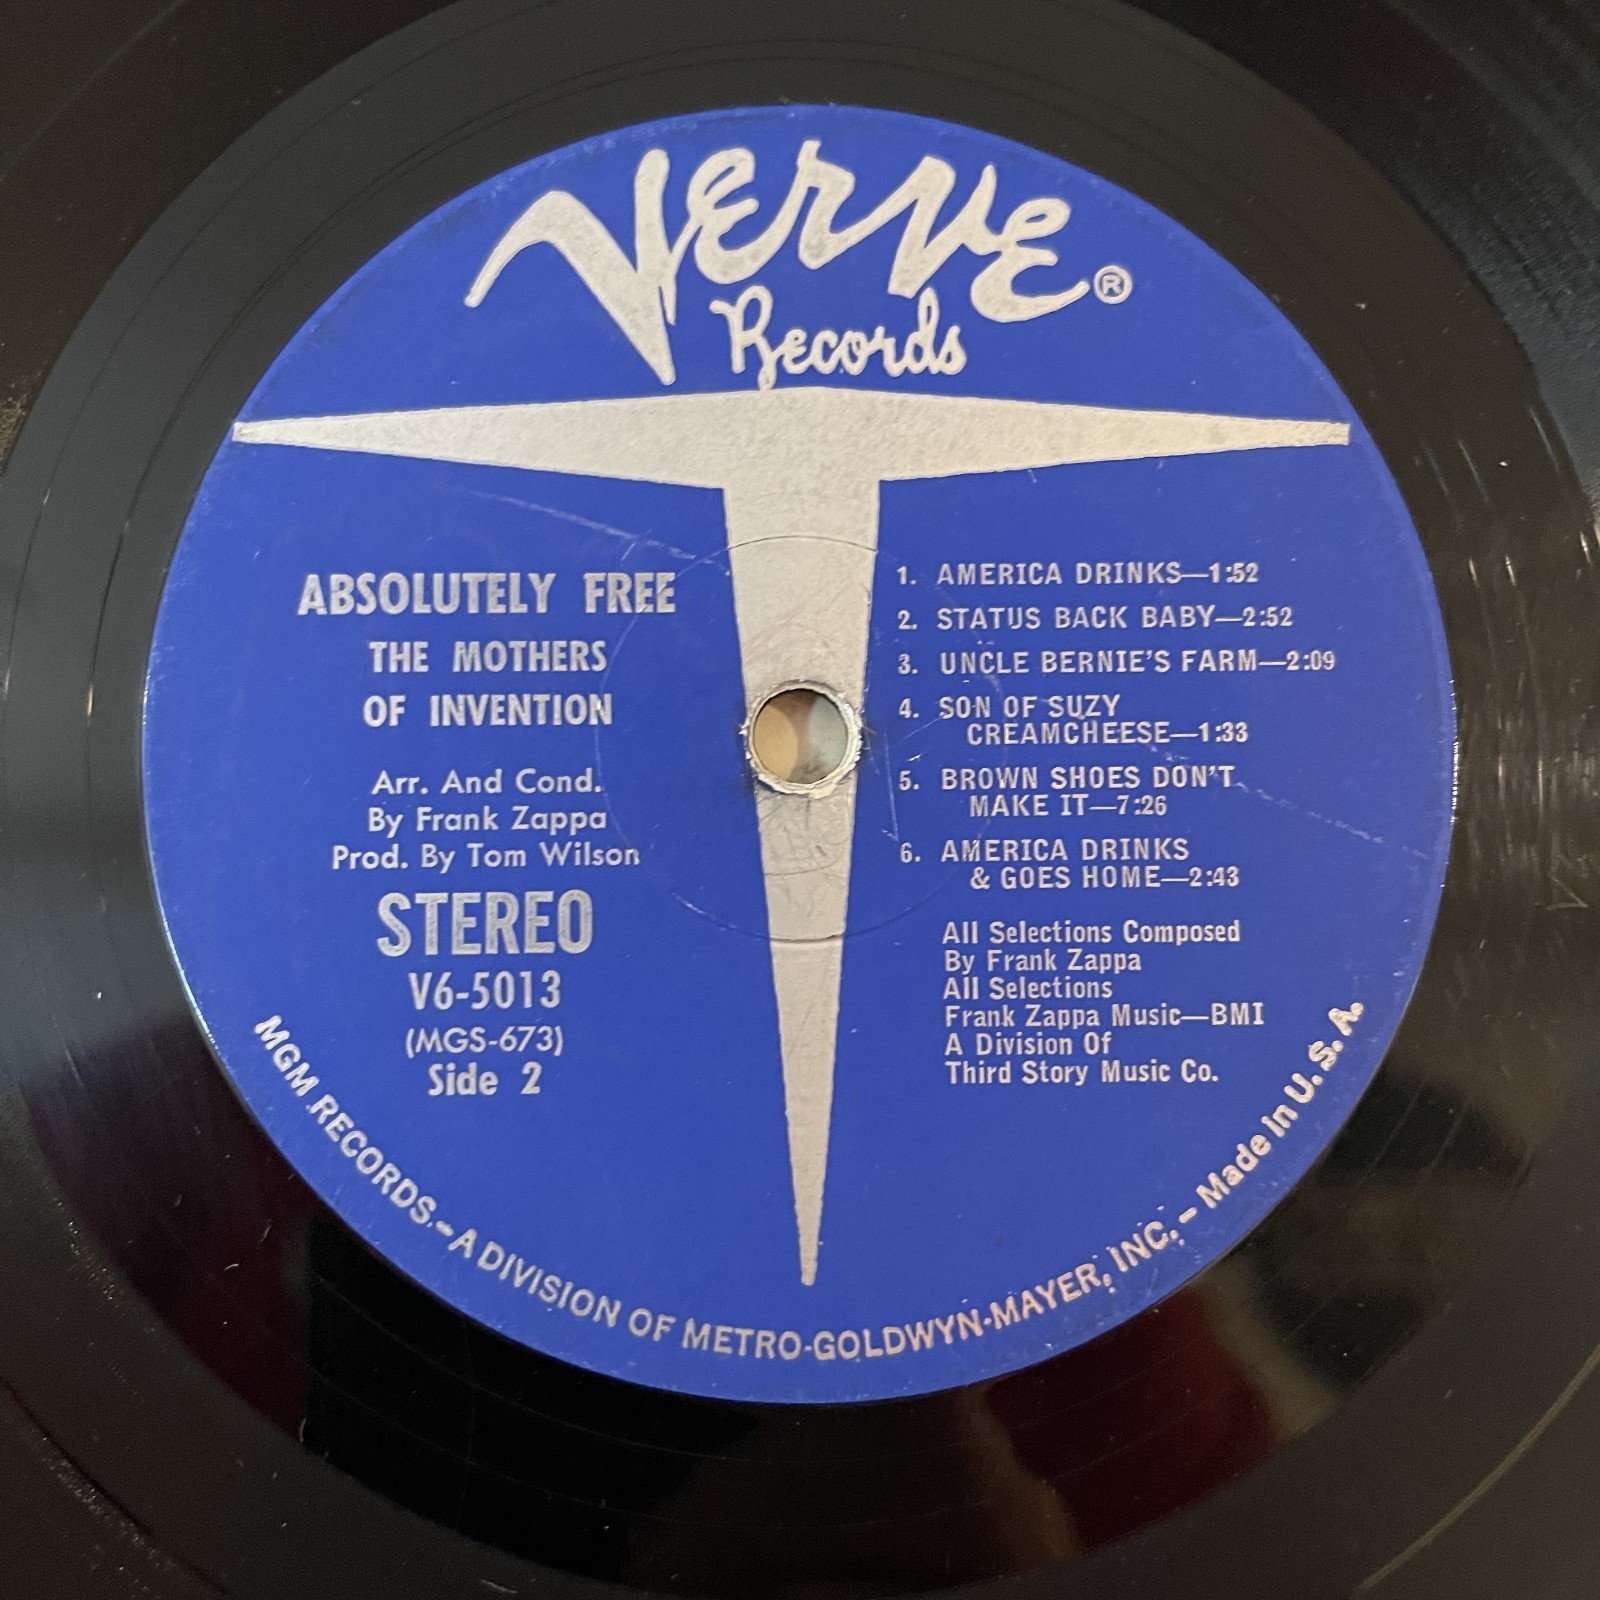 Verve®
Records
ABSOLUTELY FREE
THE MOTHERS
OF INVENTION
Arr. And Cond.
By Frank Zappa
Prod. By Tom Wilson
STEREO
V6-5013
(MGS-673)
Side 2
1. AMERICA DRINKS—1:52
2. STATUS BACK BABY—2:52
3. UNCLE BERNIE'S FARM—2:09
4. SON OF SUZY
CREAMCHEESE—1:33
5. BROWN SHOES DON'T
MAKE IT—7:26
6. AMERICA DRINKS
& GOES HOME—2:43
All Selections Composed
By Frank Zappa
All Selections
Frank Zappa Music—BMI
A Division Of
Third Story Music Co.
MGM RECORDS.-A DIVISION OF METRO-GOLDWYN-MAYER, INC. - Made in U.S.A.